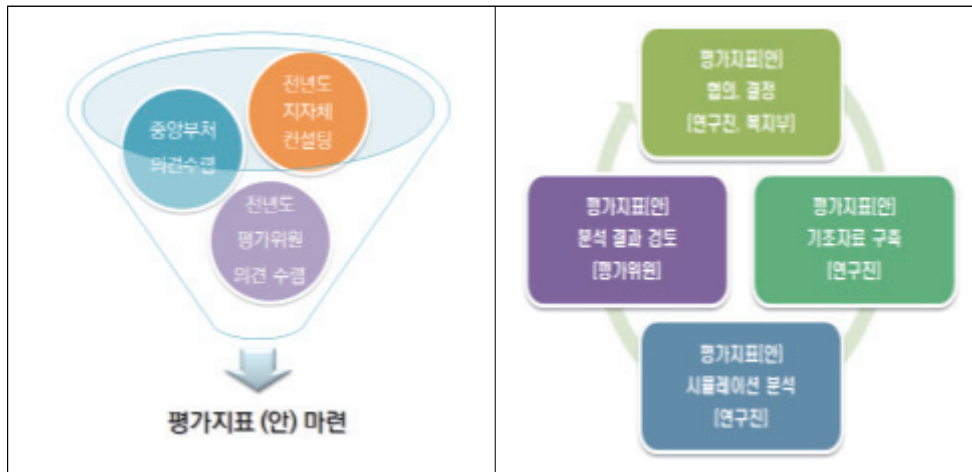 전년도
지자체
컨설팅
중앙부처
의견수렴
전년도
평가위원
의견 수렴
평가지표 (안) 마련
평가지표[안]
협의, 결정
[연구진, 복지부]
평가지표[안]
분석 결과 검토
[평가위원]
평가지표[안]
기초자료 구축
[연구진]
평가지표[안]
시뮬레이션 분석
[연구진]